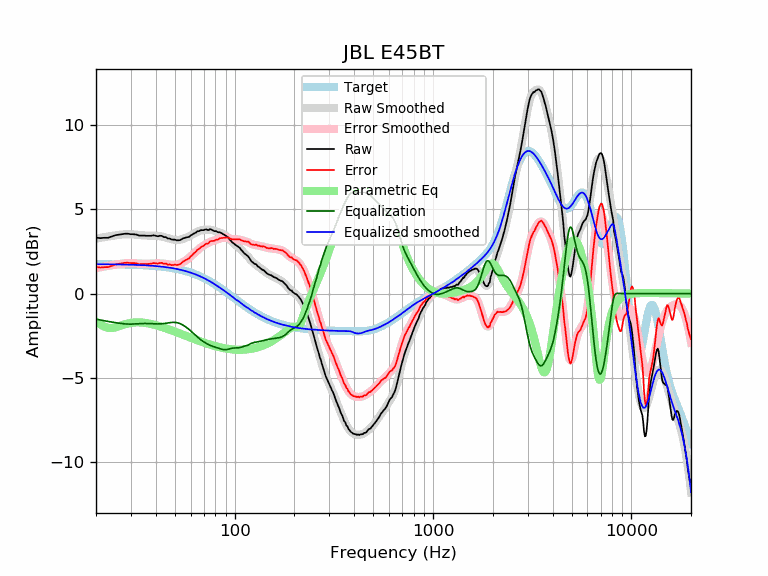 JBL E45BT
Target
Raw Smoothed
Error Smoothed
Raw
Error
Parametric Eq
Equalization
Equalized smoothed
Amplitude (dBr)
10
5
0
−5
−10
100
1000
10000
Frequency (Hz)